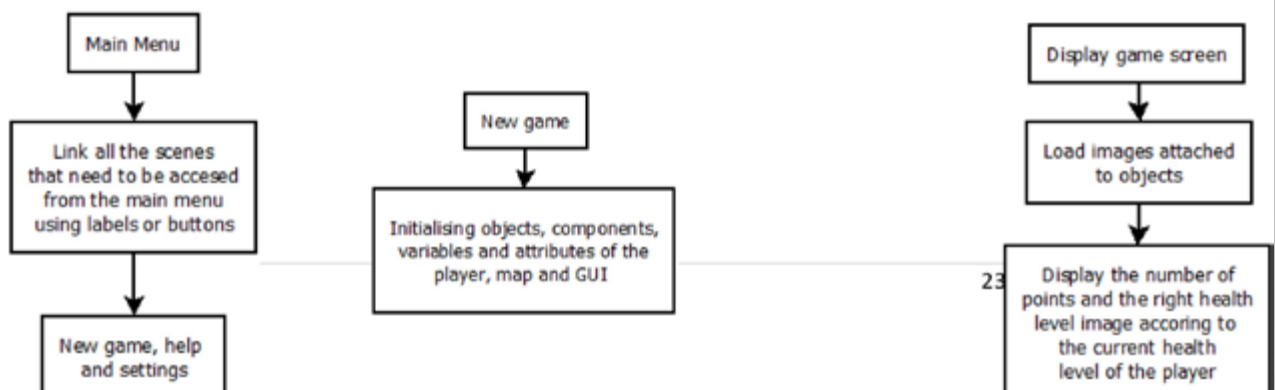 Main Menu
Link all the scenes
that need to be accesed
from the main menu
using labels or buttons
New game, help
and settings
New game
Initialising objects, components,
variables and attributes of the
player, map and GUI
Display game screen
Load images attached
to objects
Display the number of
points and the right health
level image accoring to
the current health
level of the player
23